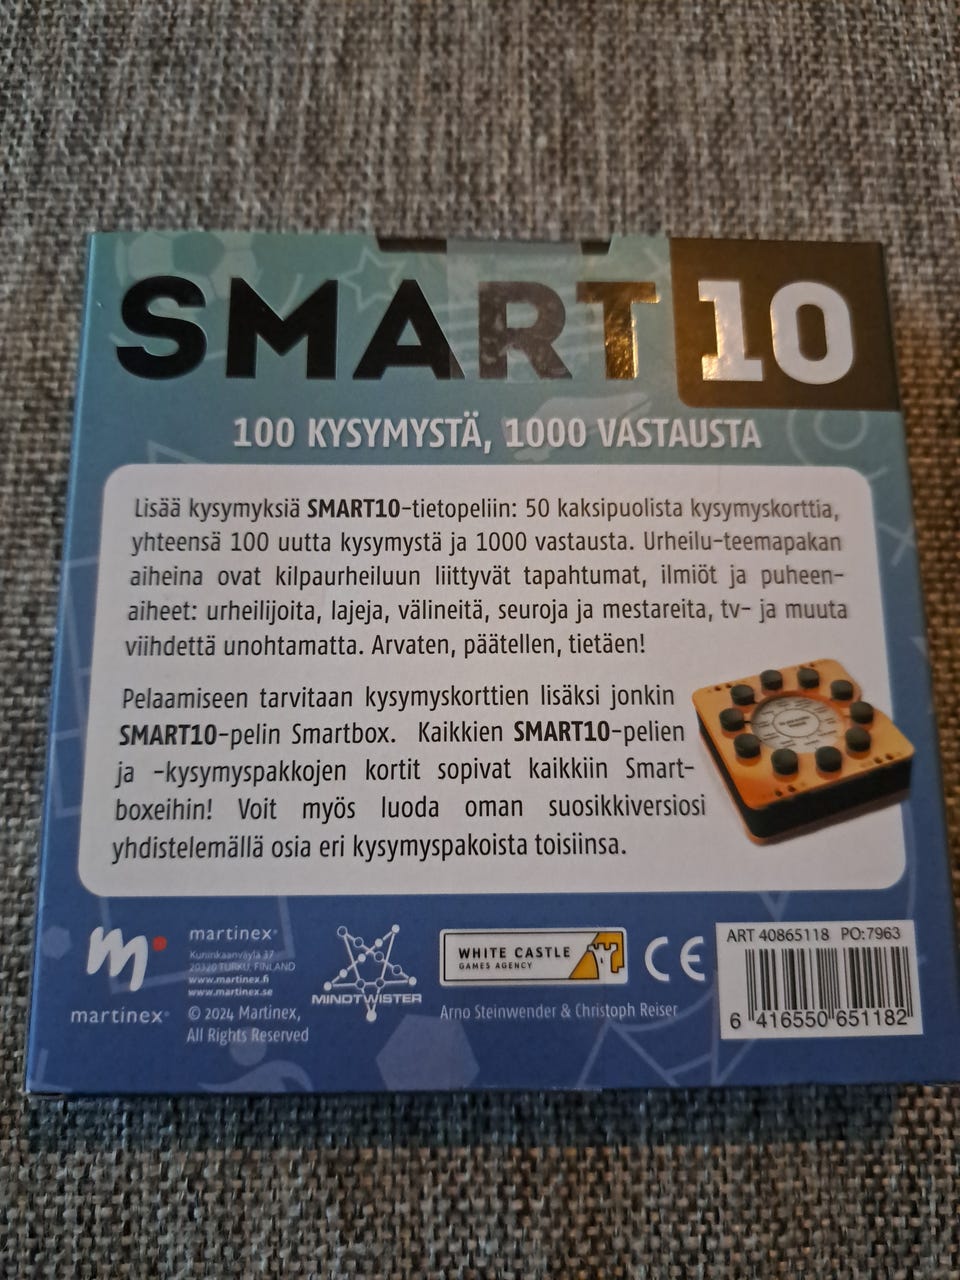 SMART 10
100 KYSYMYSTÄ, 1000 VASTAUSTA
Lisää kysymyksiä SMART10-tietopeliin: 50 kaksipuolista kysymyskorttia,
yhteensä 100 uutta kysymystä ja 1000 vastausta. Urheilu-teemapakan
aiheina ovat kilpaurheiluun liittyvät tapahtumat, ilmiöt ja puheen-
aiheet: urheilijoita, lajeja, välineitä, seuroja ja mestareita, tv- ja muuta
viihdettä unohtamatta. Arvaten, päätellen, tietäen!
Pelaamiseen tarvitaan kysymyskorttien lisäksi jonkin
SMART10-pelin Smartbox. Kaikkien SMART10-pelien
ja -kysymyspakkojen kortit sopivat kaikkiin Smart-
boxeihin! Voit myös luoda oman suosikkiversiosi
yhdistelemällä osia eri kysymyspakoista toisiinsa.
m
martinex
martinex
Kuninkaanväylä 37
20320 TURKU, FINLAND
www.martinex.fi
www.martinex.se
© 2024 Martinex,
All Rights Reserved
MINDTWISTER
WHITE CASTLE
GAMES AGENCY
Arno Steinwender & Christoph Reiser
CE
ART 40865118 PO:7963
6 416550 651182